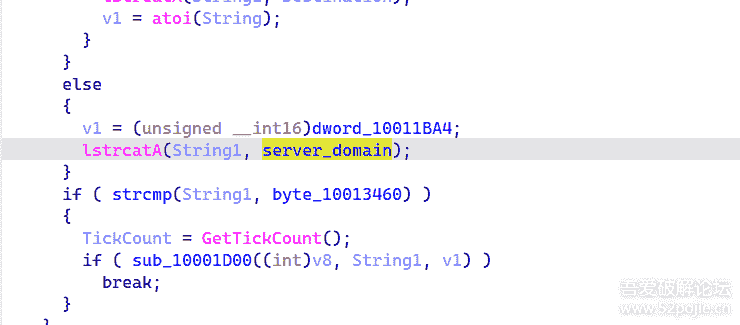 v1 = atoi(String);
}
}
else
{
v1 = (unsigned __int16)dword_10011BA4;
lstrcatA(String1, server_domain);
}
if ( strcmp(String1, byte_10013460) )
{
TickCount = GetTickCount();
if ( sub_10001D00((int)v8, String1, v1) )
break;
}
}
吾爱破解论坛
www.52pojie.cn